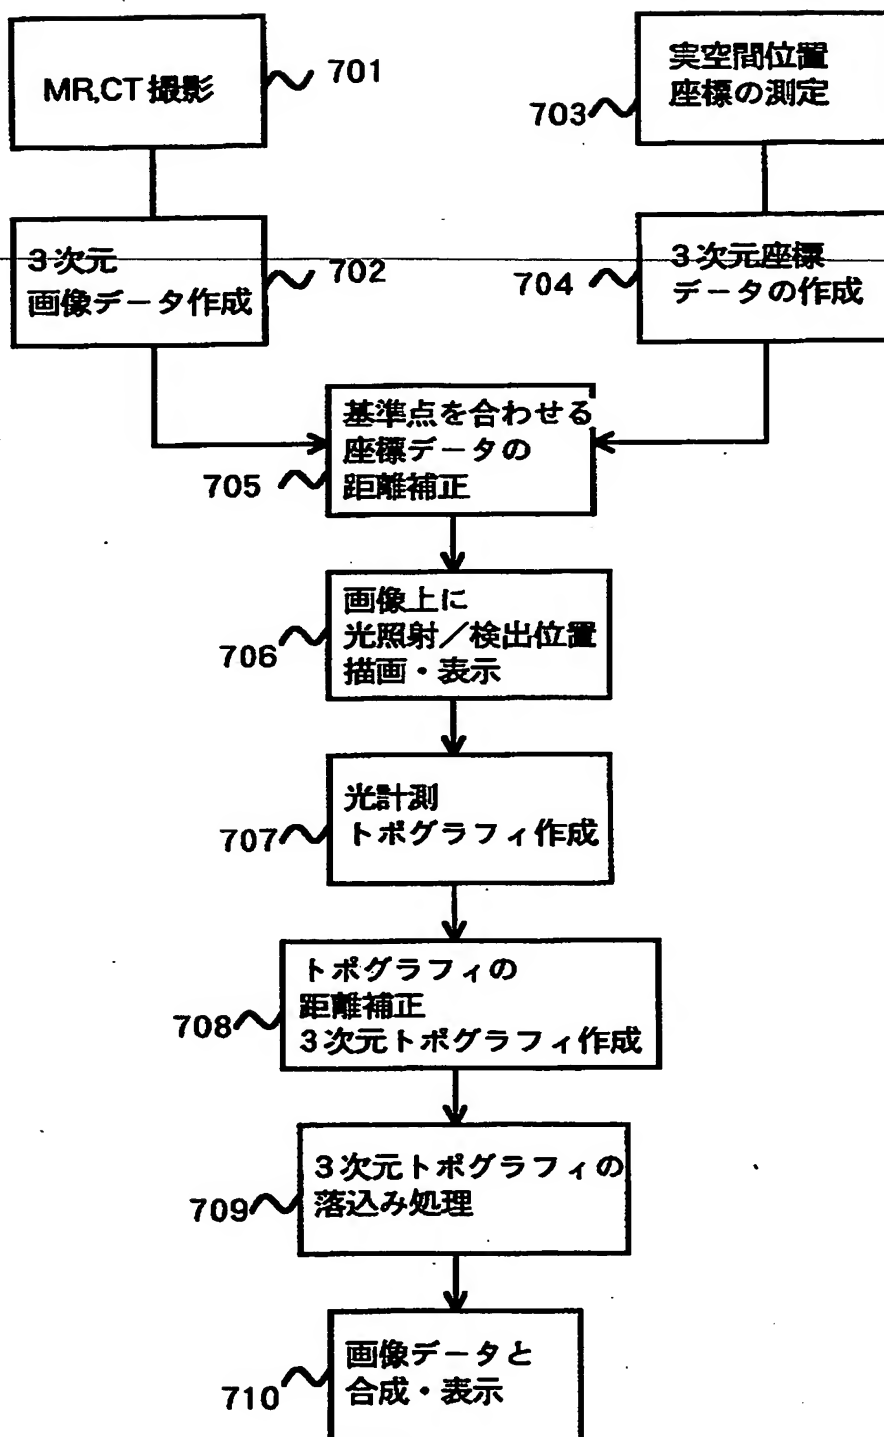 MR,CT 撮影
701
実空間位置
座標の測定
703
3次元
画像データ作成
702
3次元座標
データの作成
704
基準点を合わせる
座標データの
距離補正
705
画像上に
光照射／検出位置
描画・表示
706
光計測
トポグラフィ作成
707
トポグラフィの
距離補正
3次元トポグラフィ作成
708
3次元トポグラフィの
落込み処理
709
画像データと
合成・表示
710